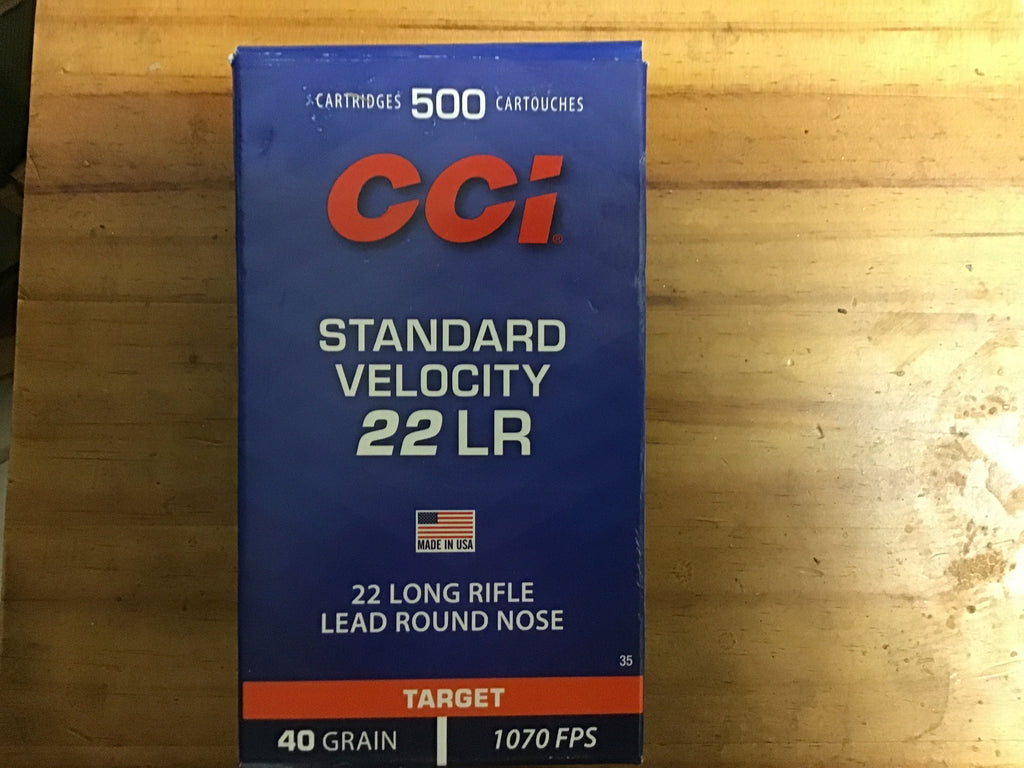 CARTRIDGES 500 CARTOUCHES
CCi®
STANDARD
VELOCITY
22 LR
MADE IN USA
22 LONG RIFLE
LEAD ROUND NOSE
35
TARGET
40 GRAIN 1070 FPS